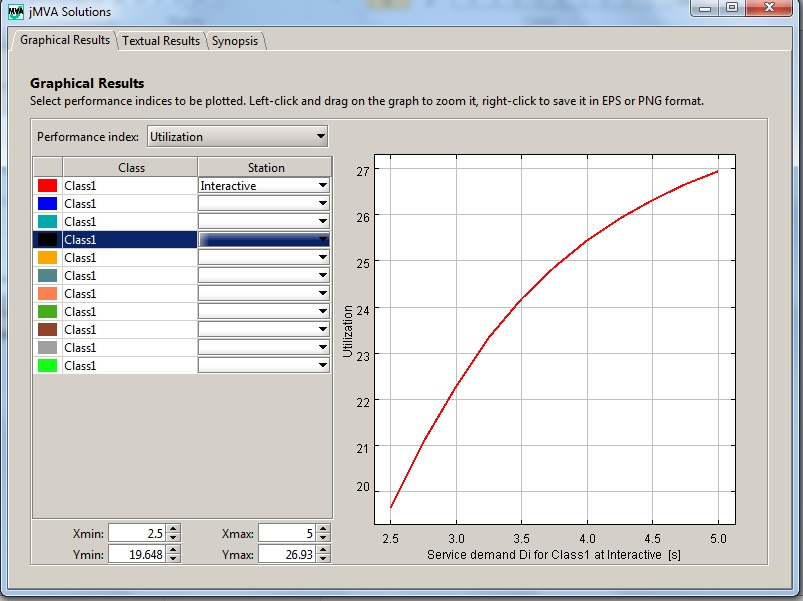 jMVA Solutions
Graphical Results Textual Results Synopsis
Graphical Results
Select performance indices to be plotted. Left-click and drag on the graph to zoom it, right-click to save it in EPS or PNG format.
Performance index: Utilization
Class Station
Class1 Interactive
Class1
Class1
Class1
Class1
Class1
Class1
Class1
Class1
Class1
Class1
Xmin: 2.5 Xmax: 5
Ymin: 19.648 Ymax: 26.93
27
26
25
24
23
22
21
20
Utilization
2.5 3.0 3.5 4.0 4.5 5.0
Service demand Di for Class1 at Interactive [s]